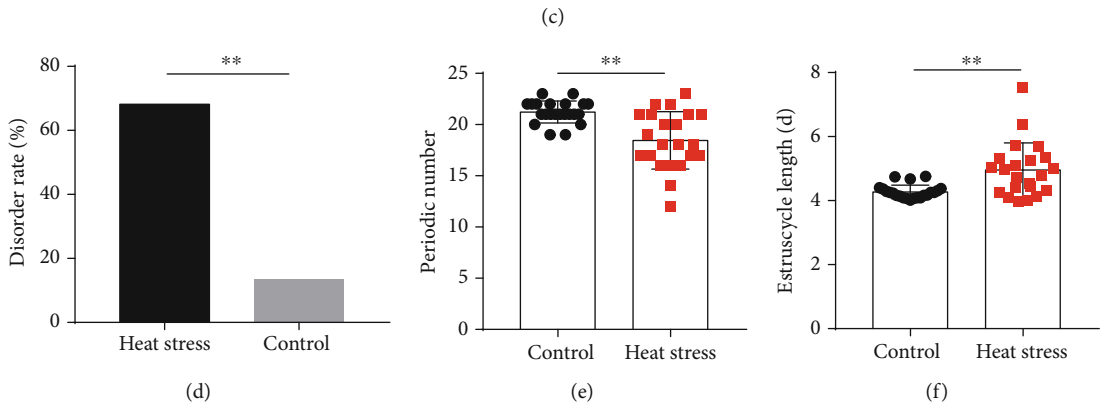 (c)
Disorder rate (%)
80
60
40
20
0
**
Heat stress
Control
(d)
Periodic number
25
20
15
10
5
0
**
Control
Heat stress
(e)
Estruscycle length (d)
8
6
4
2
0
**
Control
Heat stress
(f)